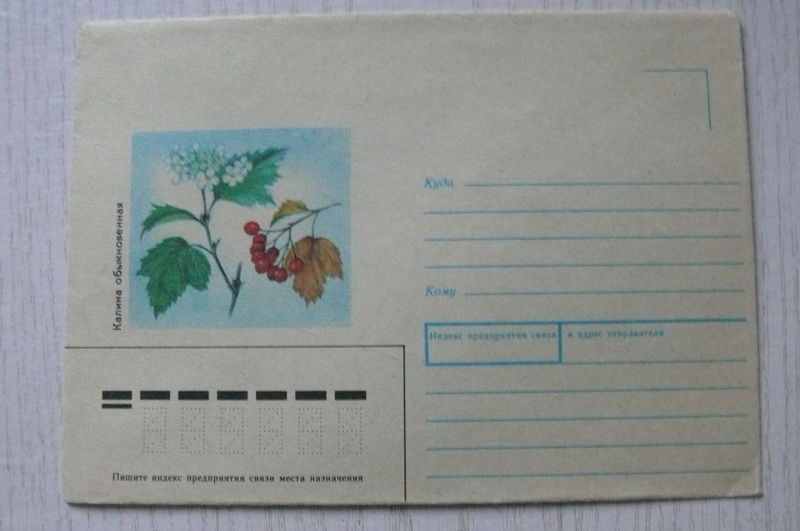 Калина обыкновенная
Куда
Кому
Индекс предприятия связи и адрес отправителя
Пишите индекс предприятия связи места назначения